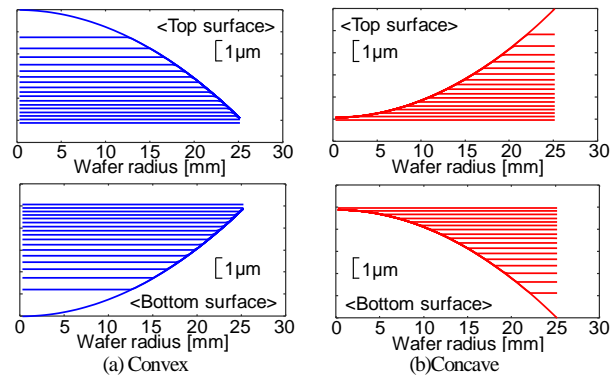 <Top surface>
1μm
0 5 10 15 20 25 30
Wafer radius [mm]
<Top surface>
1μm
0 5 10 15 20 25 30
Wafer radius [mm]
1μm
<Bottom surface>
0 5 10 15 20 25 30
Wafer radius [mm]
(a) Convex
1μm
<Bottom surface>
0 5 10 15 20 25 30
Wafer radius [mm]
(b)Concave